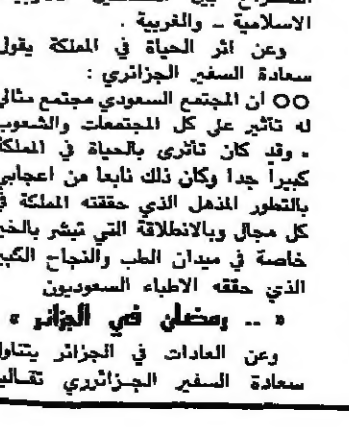 الاسلامية ـ والغربية .
وعن اثر الحياة في المملكة يقول
سعادة السفير الجزائري :
○○ ان المجتمع السعودي مجتمع مثالي
له تأثير على كل المجتمعات والشعوب
. وقد كان تأثرى بالحياة في المملكة
كبيرا جدا وكان ذلك نابعا من اعجابي
بالتطور المذهل الذي حققته المملكة في
كل مجال وبالانطلاقة التي تبشر بالخير
خاصة في ميدان الطب والنجاح الكبير
الذي حققه الاطباء السعوديون
« .. رمضان في الجزائر »
وعن العادات في الجزائر يتناول
سعادة السفير الجـزائرري تقـاليد